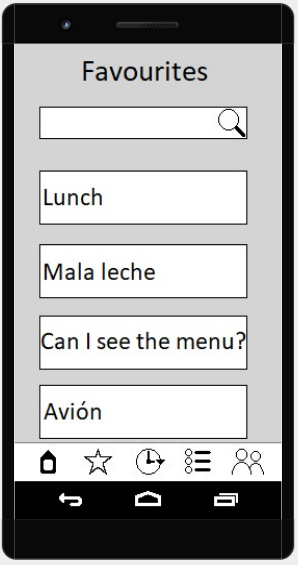 Favourites
Lunch
Mala leche
Can I see the menu?
Avión